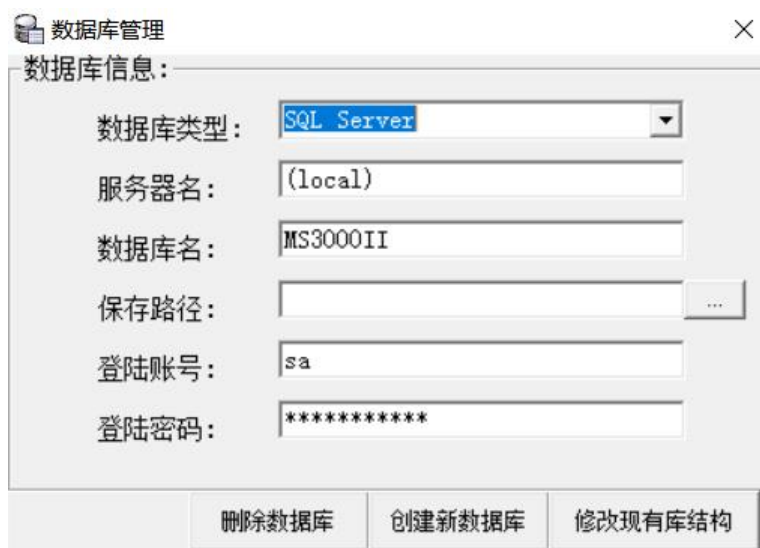 数据库管理
数据库信息:
数据库类型: SQL Server
服务器名: (local)
数据库名: MS3000II
保存路径: ...
登陆账号: sa
登陆密码: ***********
删除数据库 创建新数据库 修改现有库结构